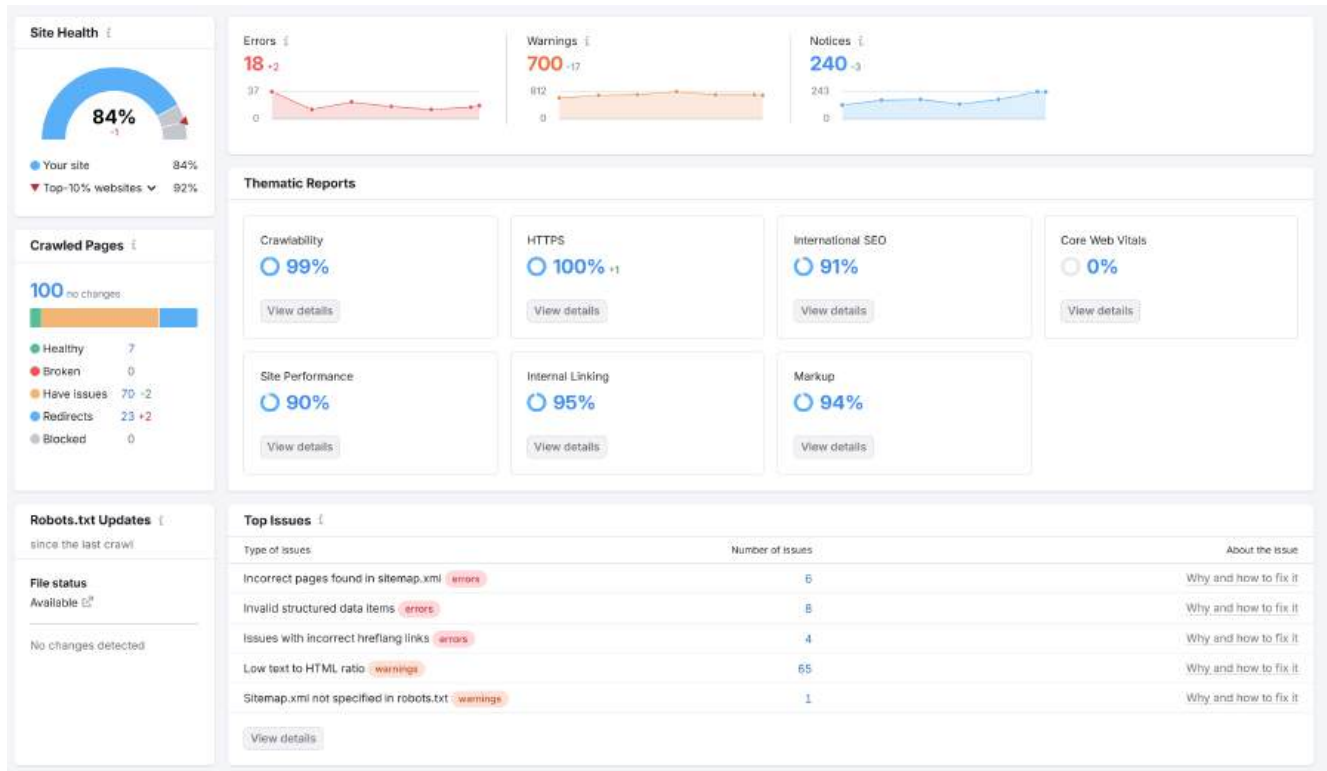 Site Health i
84%
-1
Your site 84%
Top-10% websites 92%
Errors i
18 +2
37
0
Warnings i
700 -17
812
0
Notices i
240 -3
243
0
Crawled Pages i
100 no changes
Healthy 7
Broken 0
Have issues 70 -2
Redirects 23 +2
Blocked 0
Thematic Reports
Crawlability
99%
View details
HTTPS
100% +1
View details
International SEO
91%
View details
Core Web Vitals
0%
View details
Site Performance
90%
View details
Internal Linking
95%
View details
Markup
94%
View details
Robots.txt Updates i
since the last crawl
File status
Available
No changes detected
Top Issues i
Type of issues Number of issues About the issue
Incorrect pages found in sitemap.xml errors 6 Why and how to fix it
Invalid structured data items errors 8 Why and how to fix it
Issues with incorrect hreflang links errors 4 Why and how to fix it
Low text to HTML ratio warnings 65 Why and how to fix it
Sitemap.xml not specified in robots.txt warnings 1 Why and how to fix it
View details